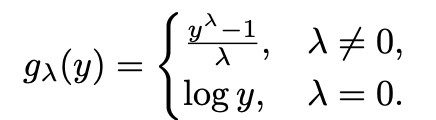 g_λ(y) = { (y^λ − 1)/λ, λ ≠ 0,
log y, λ = 0.